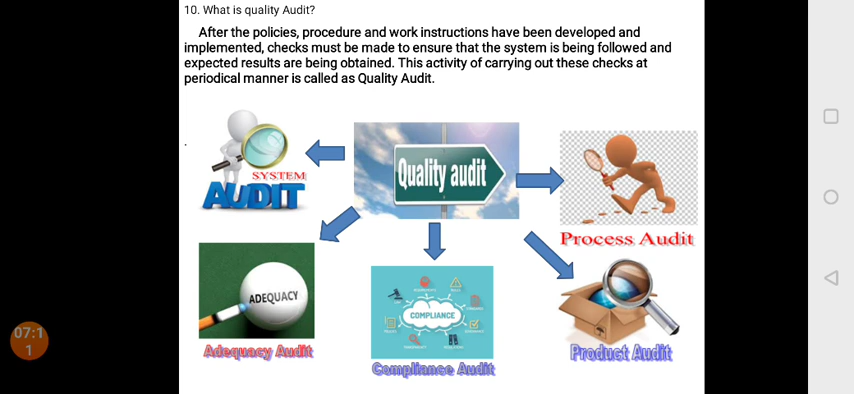 10. What is quality Audit?
After the policies, procedure and work instructions have been developed and
implemented, checks must be made to ensure that the system is being followed and
expected results are being obtained. This activity of carrying out these checks at
periodical manner is called as Quality Audit.
SYSTEM
AUDIT
Quality audit
Process Audit
ADEQUACY
Adequacy Audit
COMPLIANCE
Compliance Audit
Product Audit
07:1
1